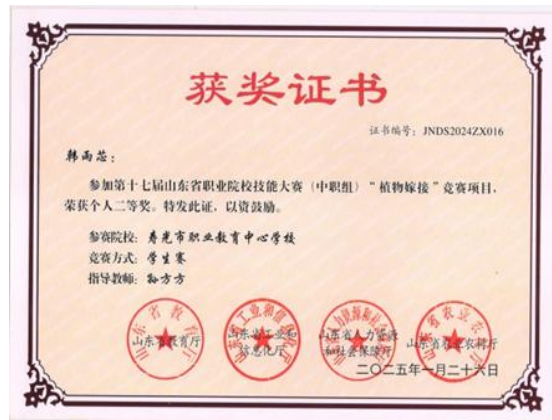 获奖证书
证书编号：JNDS2024ZX016
韩雨芯：
参加第十七届山东省职业院校技能大赛（中职组）“植物嫁接”竞赛项目，
荣获个人二等奖。特发此证，以资鼓励。
参赛院校：寿光市职业教育中心学校
竞赛方式：学生赛
指导教师：孙方方
山东省教育厅 山东省工业和信息化厅 山东省人力资源和社会保障厅 山东省农业农村厅
二〇二五年一月二十六日